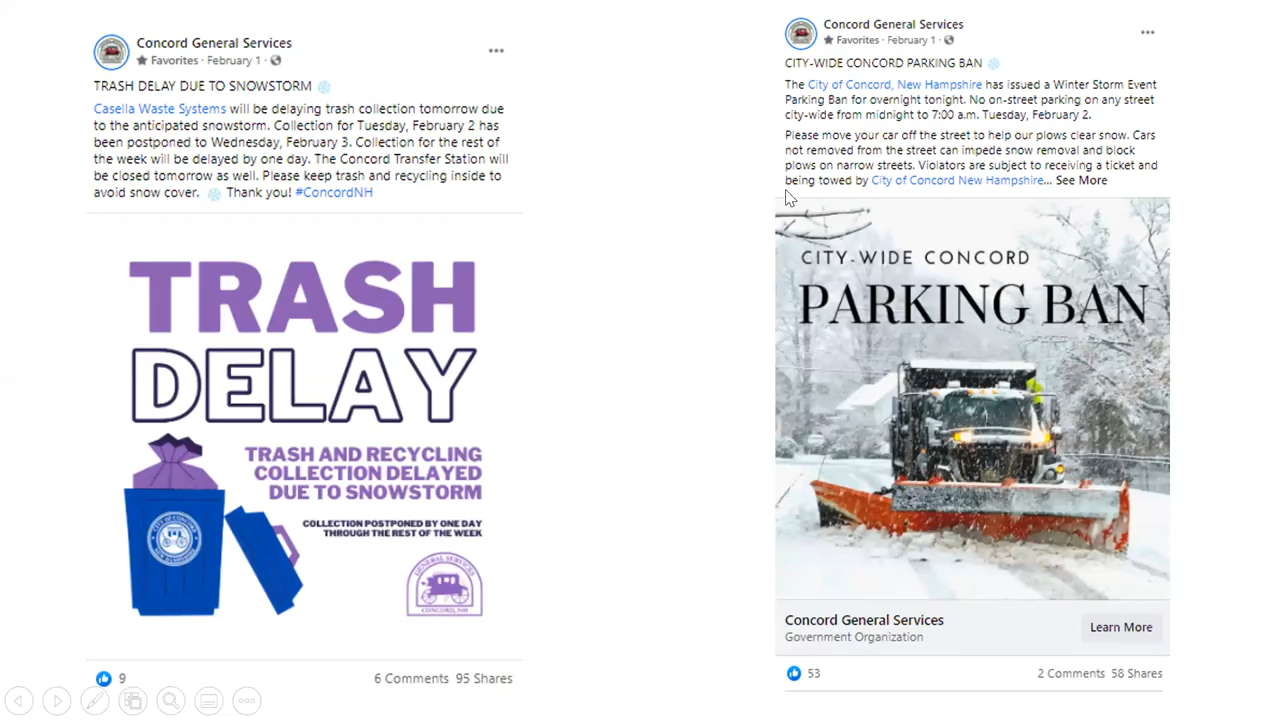 Concord General Services
Favorites · February 1 ·
TRASH DELAY DUE TO SNOWSTORM
Casella Waste Systems will be delaying trash collection tomorrow due
to the anticipated snowstorm. Collection for Tuesday, February 2 has
been postponed to Wednesday, February 3. Collection for the rest of
the week will be delayed by one day. The Concord Transfer Station will
be closed tomorrow as well. Please keep trash and recycling inside to
avoid snow cover. Thank you! #ConcordNH
TRASH
DELAY
TRASH AND RECYCLING
COLLECTION DELAYED
DUE TO SNOWSTORM
COLLECTION POSTPONED BY ONE DAY
THROUGH THE REST OF THE WEEK
CITY OF CONCORD
NEW HAMPSHIRE
GENERAL SERVICES
CONCORD, NH
9
6 Comments 95 Shares
Concord General Services
Favorites · February 1 ·
CITY-WIDE CONCORD PARKING BAN
The City of Concord, New Hampshire has issued a Winter Storm Event
Parking Ban for overnight tonight. No on-street parking on any street
city-wide from midnight to 7:00 a.m. Tuesday, February 2.
Please move your car off the street to help our plows clear snow. Cars
not removed from the street can impede snow removal and block
plows on narrow streets. Violators are subject to receiving a ticket and
being towed by City of Concord New Hampshire... See More
CITY-WIDE CONCORD
PARKING BAN
Concord General Services
Government Organization
Learn More
53
2 Comments 58 Shares